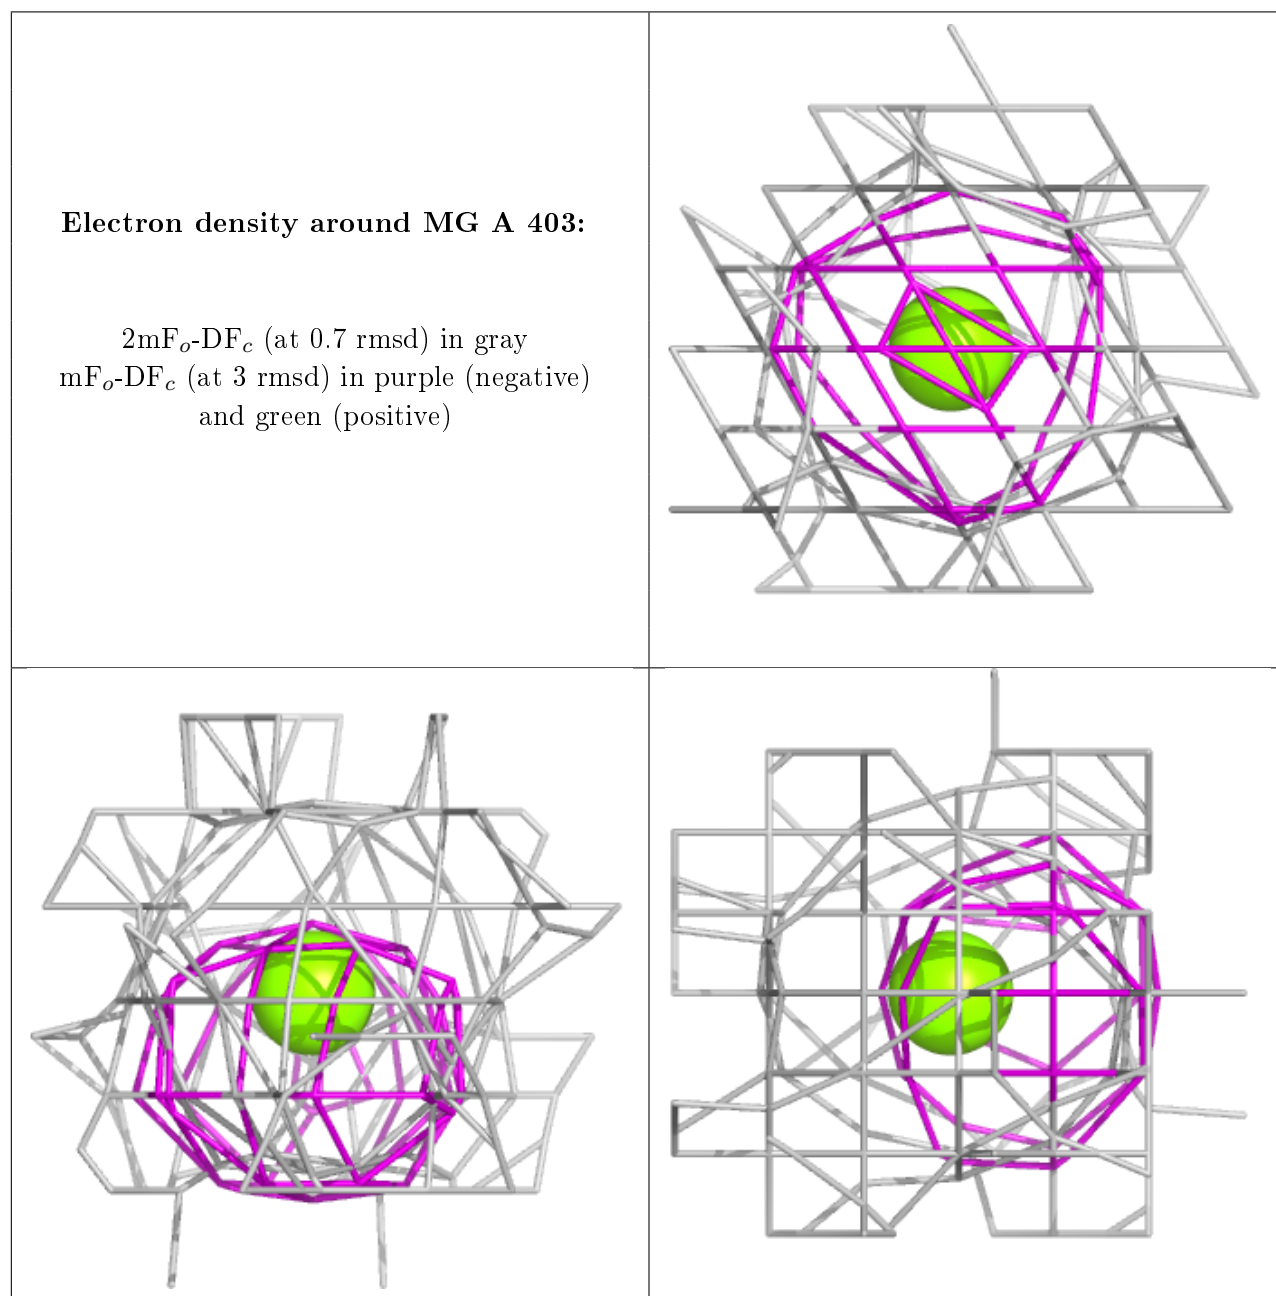 Electron density around MG A 403:
2mFo-DFc (at 0.7 rmsd) in gray
mFo-DFc (at 3 rmsd) in purple (negative)
and green (positive)